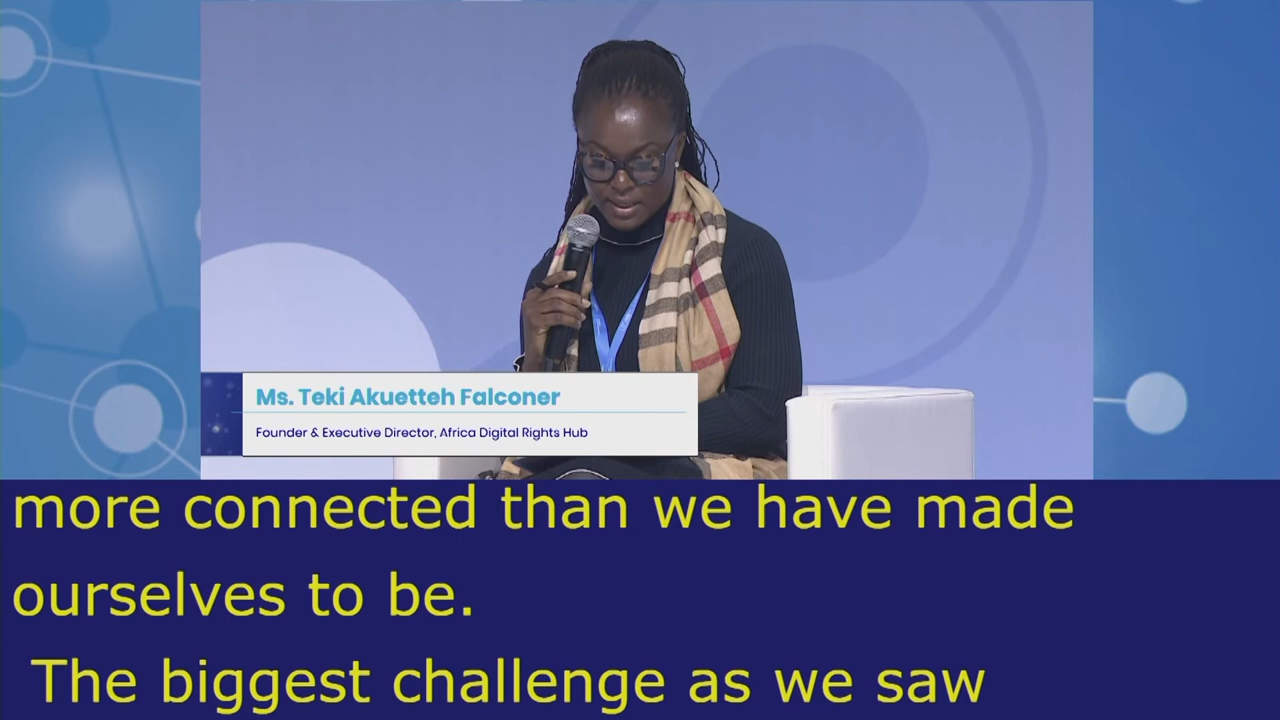 Ms. Teki Akuetteh Falconer
Founder & Executive Director, Africa Digital Rights Hub
more connected than we have made
ourselves to be.
The biggest challenge as we saw